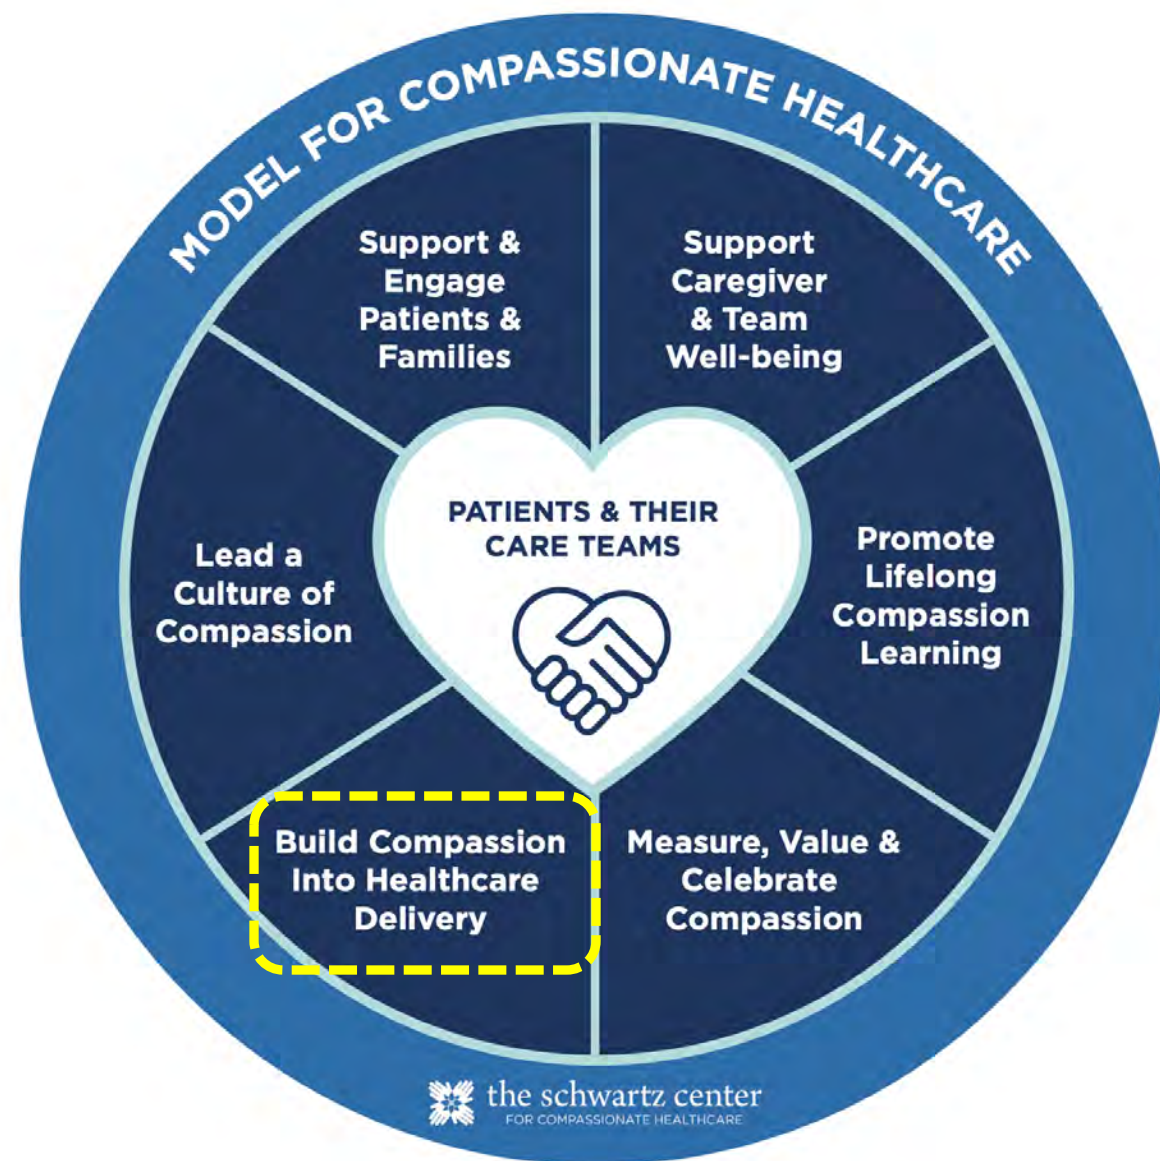 MODEL FOR COMPASSIONATE HEALTHCARE
Support &
Engage
Patients &
Families
Support
Caregiver
& Team
Well-being
PATIENTS & THEIR
CARE TEAMS
Lead a
Culture of
Compassion
Promote
Lifelong
Compassion
Learning
Build Compassion
Into Healthcare
Delivery
Measure, Value &
Celebrate
Compassion
the schwartz center
FOR COMPASSIONATE HEALTHCARE